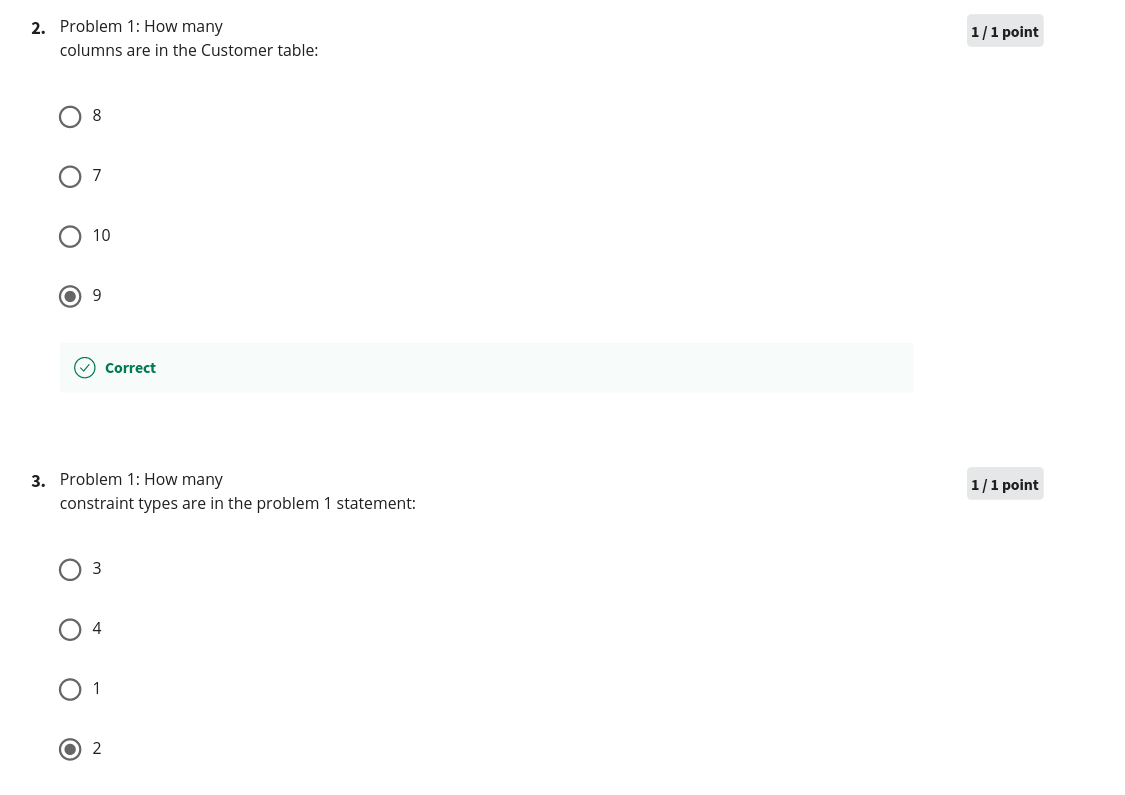 2. Problem 1: How many
columns are in the Customer table:
1 / 1 point
8
7
10
9
Correct
3. Problem 1: How many
constraint types are in the problem 1 statement:
1 / 1 point
3
4
1
2